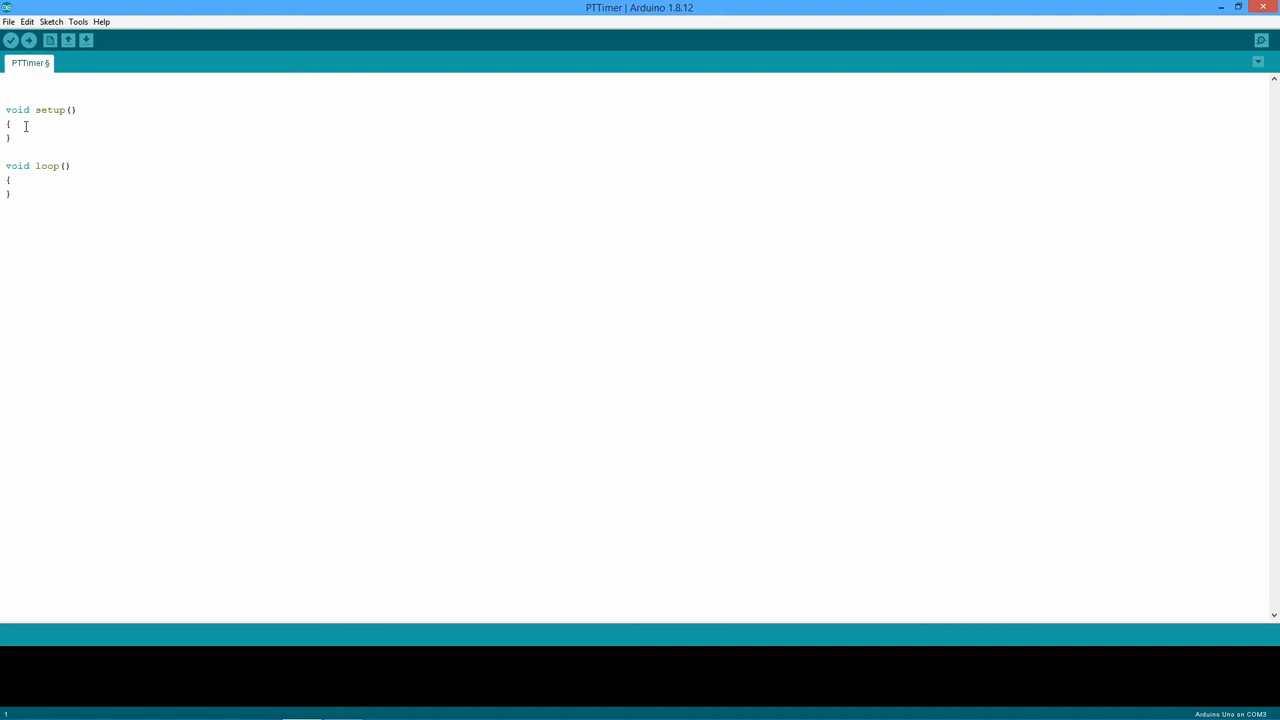 PTTimer | Arduino 1.8.12
File Edit Sketch Tools Help
PTTimer §
void setup()
{
}
void loop()
{
}
1
Arduino Uno on COM3